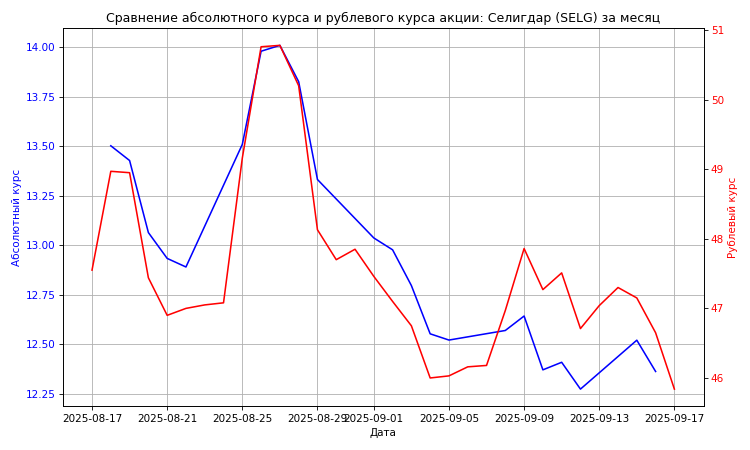 Сравнение абсолютного курса и рублевого курса акции: Селигдар (SELG) за месяц
14.00
13.75
13.50
13.25
13.00
12.75
12.50
12.25
Абсолютный курс
51
50
49
48
47
46
Рублевый курс
2025-08-17 2025-08-21 2025-08-25 2025-08-29 2025-09-01 2025-09-05 2025-09-09 2025-09-13 2025-09-17
Дата